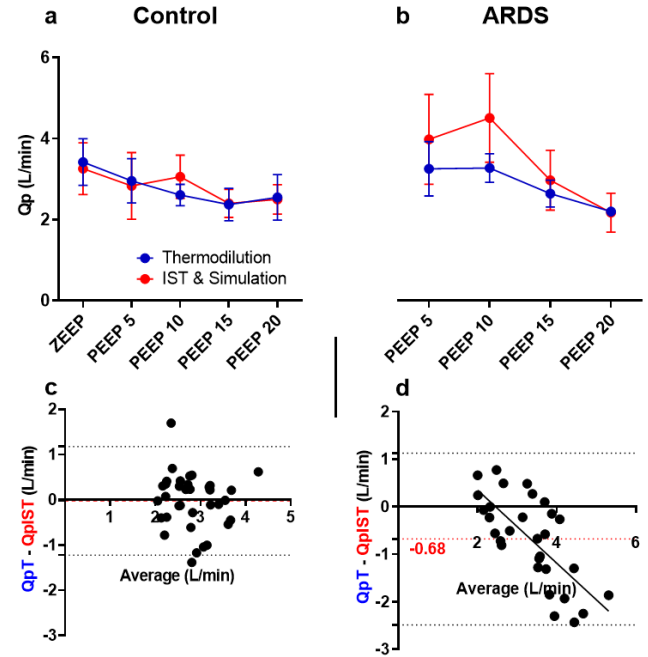 a Control
b ARDS
6
4
2
0
Qp (L/min)
Thermodilution
IST & Simulation
ZEEP
PEEP 5
PEEP 10
PEEP 15
PEEP 20
PEEP 5
PEEP 10
PEEP 15
PEEP 20
c
2
1
0
-1
-2
-3
1 2 3 4 5
QpT - QpIST (L/min)
Average (L/min)
d
2
1
0
-1
-2
-3
2 4 6
QpT - QpIST (L/min)
-0.68
Average (L/min)